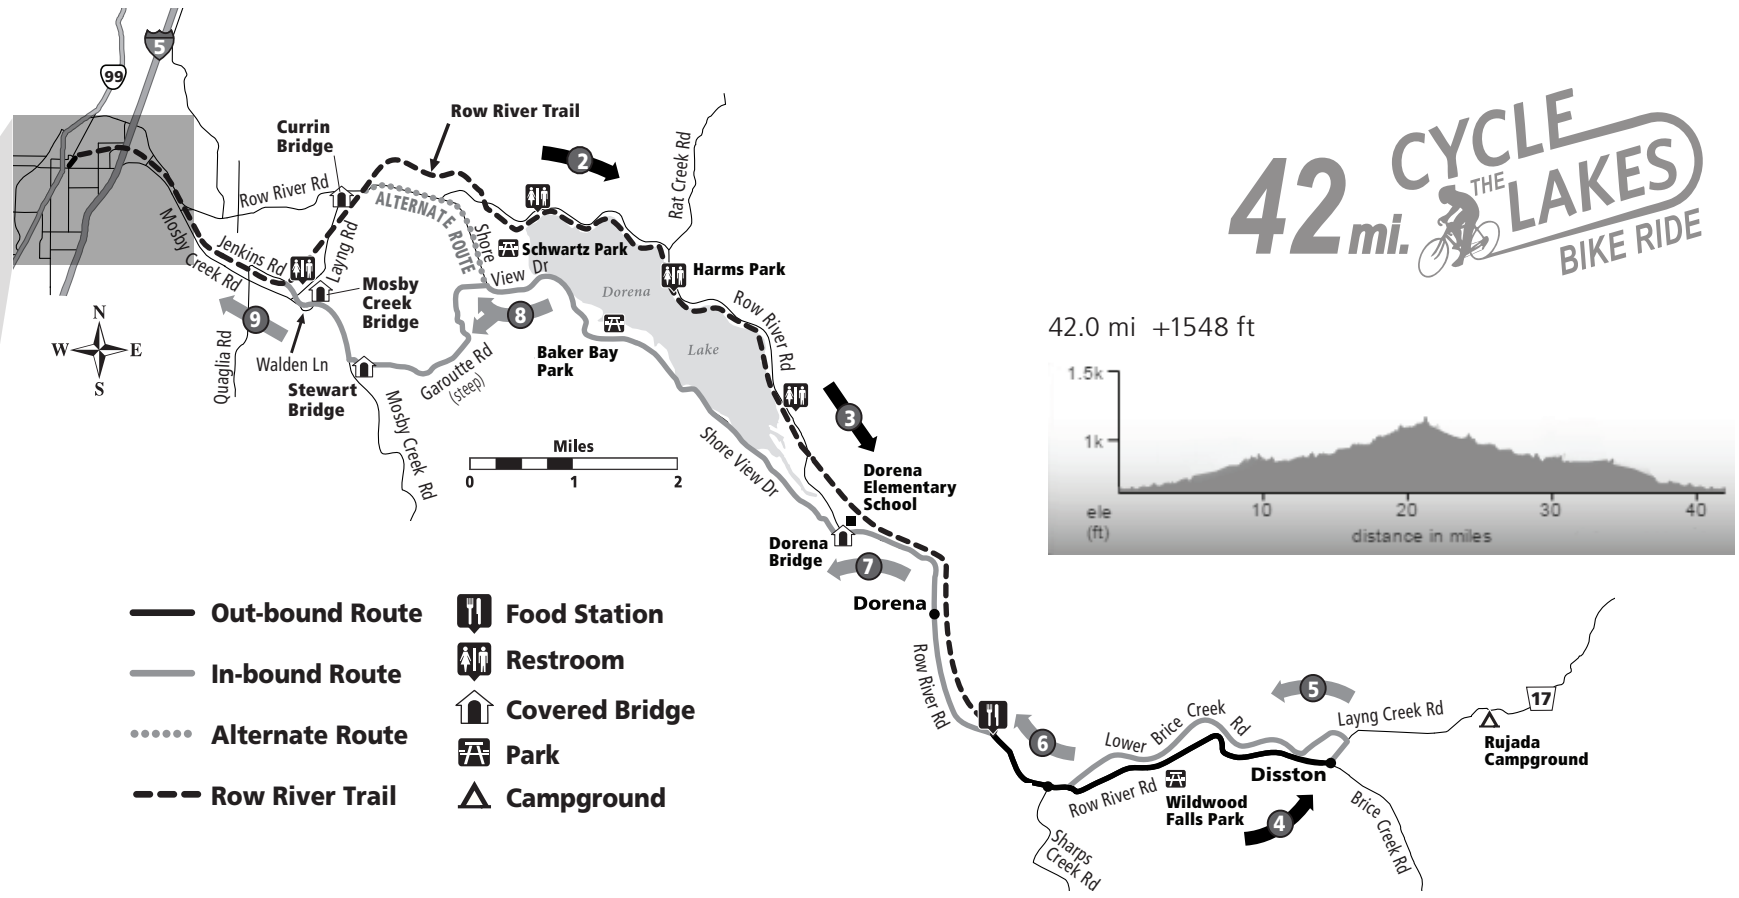 5
99
Row River Trail
Currin
Bridge
2
Rat Creek Rd
Row River Rd
ALTERNATE ROUTE
Mosby
Creek Rd
Jenkins Rd
Layng Rd
Shore
View Dr
Schwartz Park
Harms Park
Mosby
Creek
Bridge
Dorena
Lake
Row River Rd
9
8
N
W E
S
Quaglia Rd
Walden Ln
Stewart
Bridge
Garoutte Rd
(steep)
Baker Bay
Park
Mosby Creek Rd
3
Shore View Dr
Miles
0 1 2
Dorena
Elementary
School
Dorena
Bridge
7
Dorena
Row River Rd
Out-bound Route
In-bound Route
Alternate Route
Row River Trail
Food Station
Restroom
Covered Bridge
Park
Campground
6
Lower Brice Creek Rd
5
Layng Creek Rd
17
Rujada
Campground
Row River Rd
Wildwood
Falls Park
Disston
4
Brice Creek Rd
Sharps
Creek Rd
42 mi.
CYCLE
THE LAKES
BIKE RIDE
42.0 mi +1548 ft
1.5k
1k
ele
(ft)
10 20 30 40
distance in miles